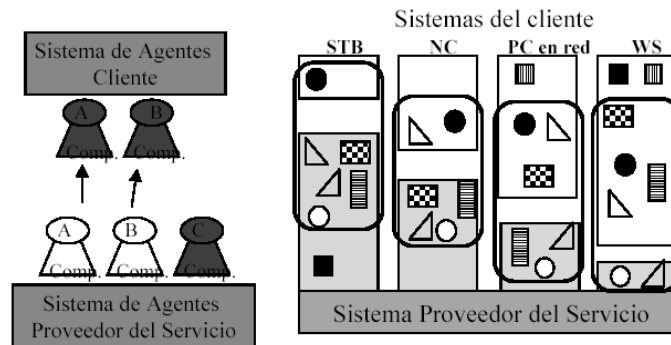 Sistema de Agentes
Cliente
A
B
Comp.
Comp.
A
B
C
Comp.
Comp.
Comp.
Sistema de Agentes
Proveedor del Servicio
Sistemas del cliente
STB
NC
PC en red
WS
Sistema Proveedor del Servicio